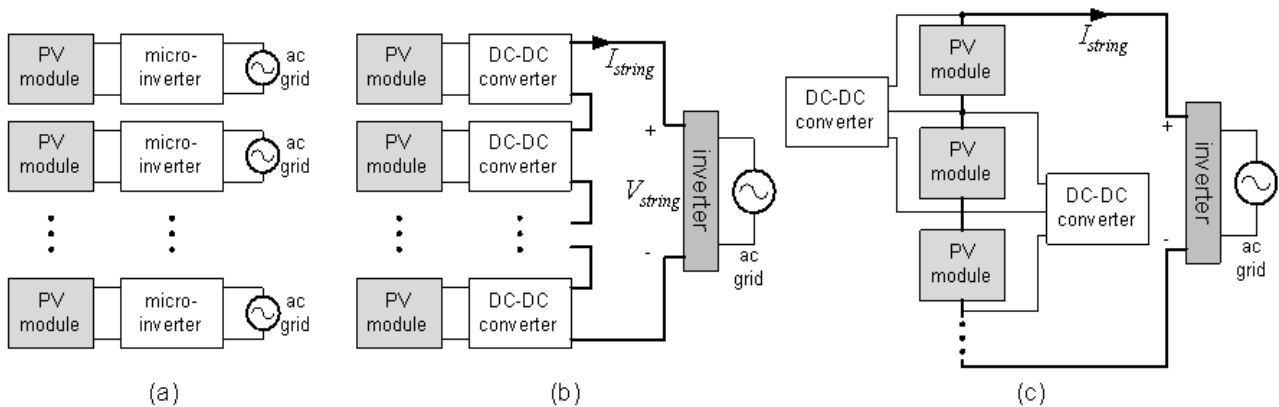 PV
module
micro-
inverter
ac
grid
PV
module
micro-
inverter
ac
grid
PV
module
micro-
inverter
ac
grid
(a)
PV
module
DC-DC
converter
I_string
PV
module
DC-DC
converter
+
V_string
-
inverter
ac
grid
PV
module
DC-DC
converter
(b)
PV
module
I_string
DC-DC
converter
PV
module
DC-DC
converter
PV
module
+
-
inverter
ac
grid
(c)